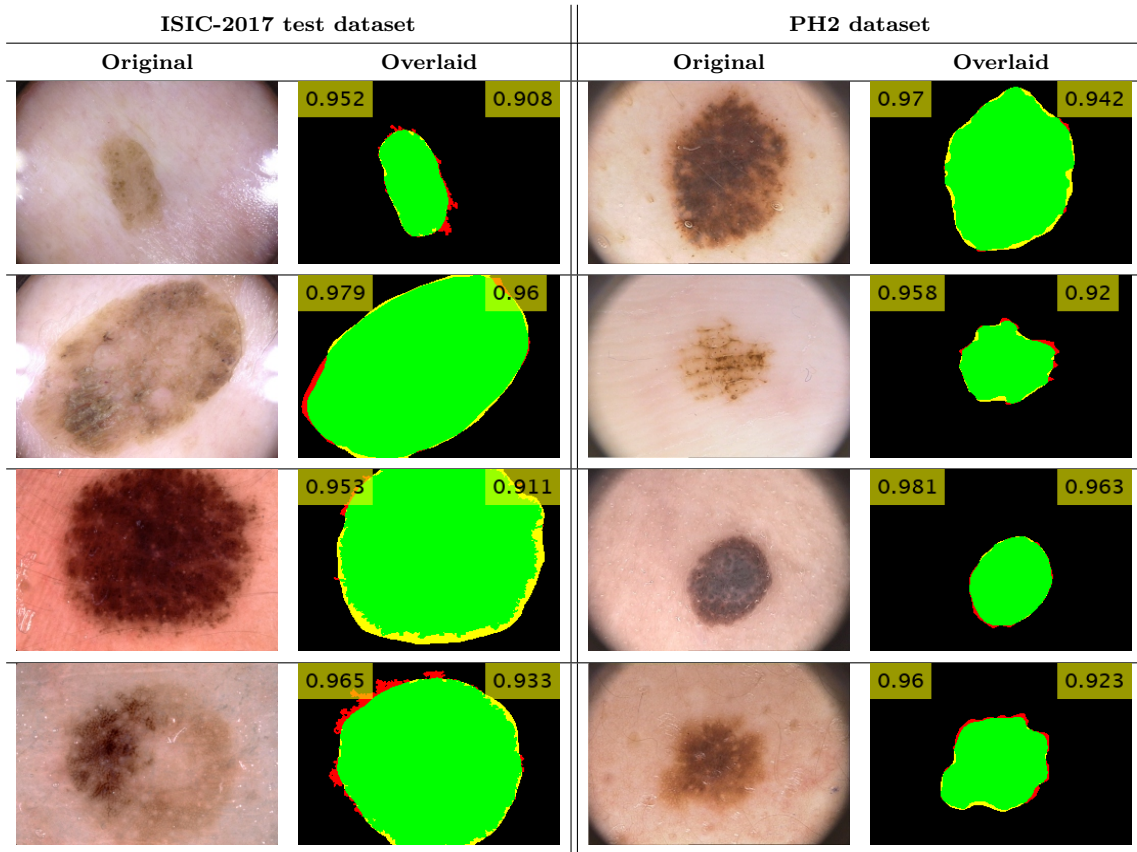 ISIC-2017 test dataset PH2 dataset
Original Overlaid Original Overlaid
0.952 0.908 0.97 0.942
0.979 0.96 0.958 0.92
0.953 0.911 0.981 0.963
0.965 0.933 0.96 0.923